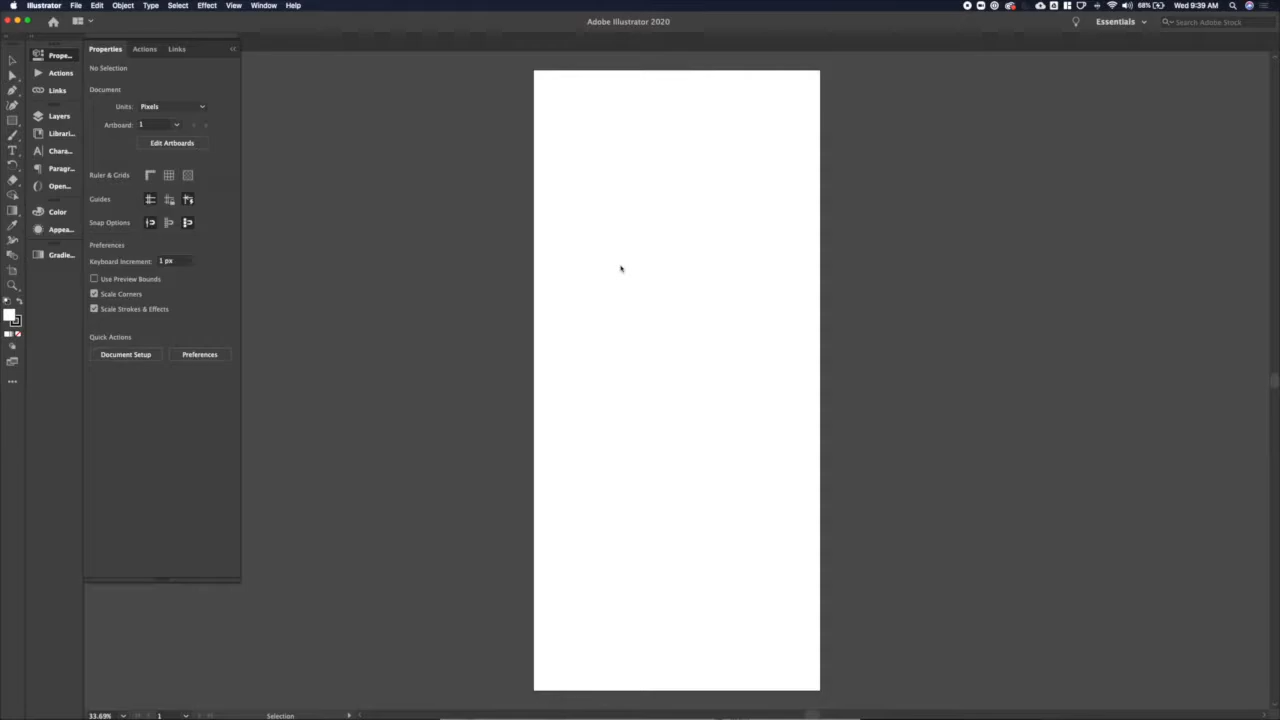 Illustrator File Edit Object Type Select Effect View Window Help
68% Wed 9:39 AM
Adobe Illustrator 2020
Essentials
Search Adobe Stock
Prope...
Actions
Links
Layers
Librari...
Chara...
Paragr...
Open...
Color
Appea...
Gradie...
Properties Actions Links
No Selection
Document
Units: Pixels
Artboard: 1
Edit Artboards
Ruler & Grids
Guides
Snap Options
Preferences
Keyboard Increment: 1 px
Use Preview Bounds
Scale Corners
Scale Strokes & Effects
Quick Actions
Document Setup Preferences
33.69% 1 Selection